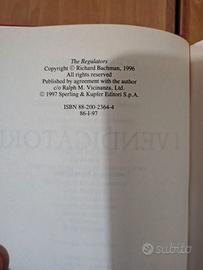 The Regulators
Copyright © Richard Bachman, 1996
All rights reserved
Published by agreement with the author
c/o Ralph M. Vicinanza, Ltd.
© 1997 Sperling & Kupfer Editori S.p.A.
ISBN 88-200-2364-4
86-I-97
VENDICATORI
subito